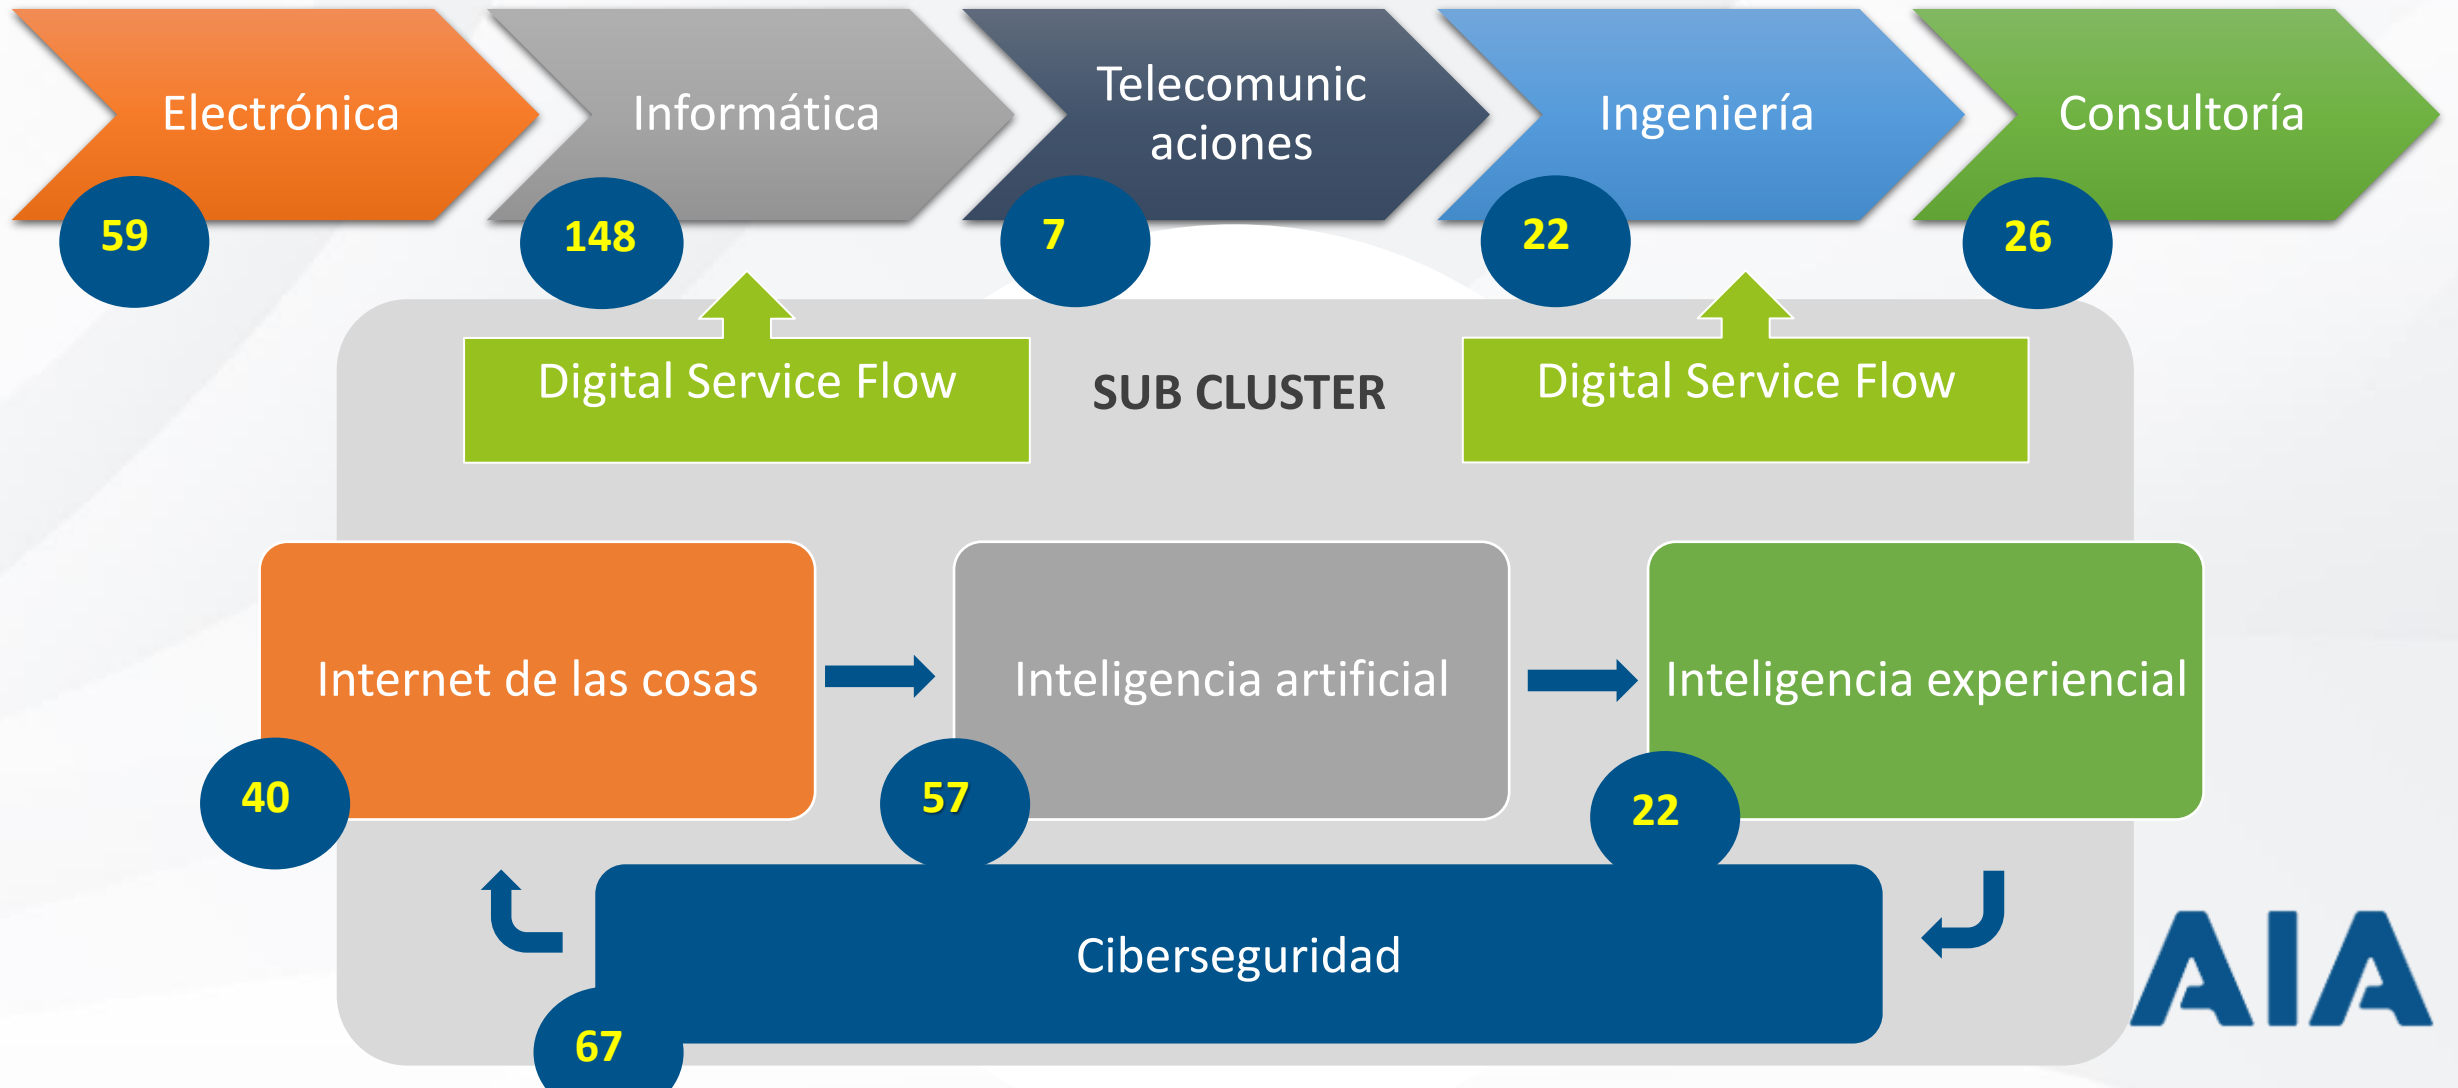 Electrónica
Informática
Telecomunic
aciones
Ingeniería
Consultoría
59
148
7
22
26
Digital Service Flow
SUB CLUSTER
Digital Service Flow
Internet de las cosas
Inteligencia artificial
Inteligencia experiencial
40
57
22
Ciberseguridad
67
AIA